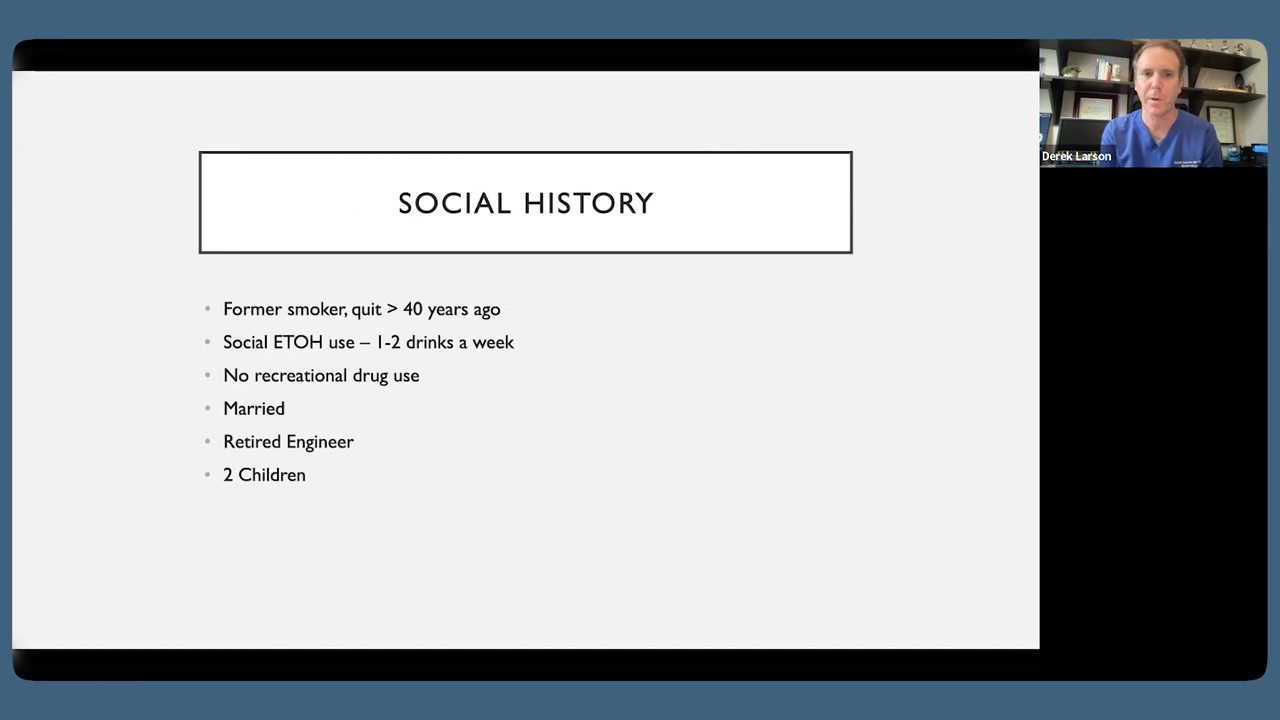 SOCIAL HISTORY
Former smoker, quit > 40 years ago
Social ETOH use – 1-2 drinks a week
No recreational drug use
Married
Retired Engineer
2 Children
Derek Larson